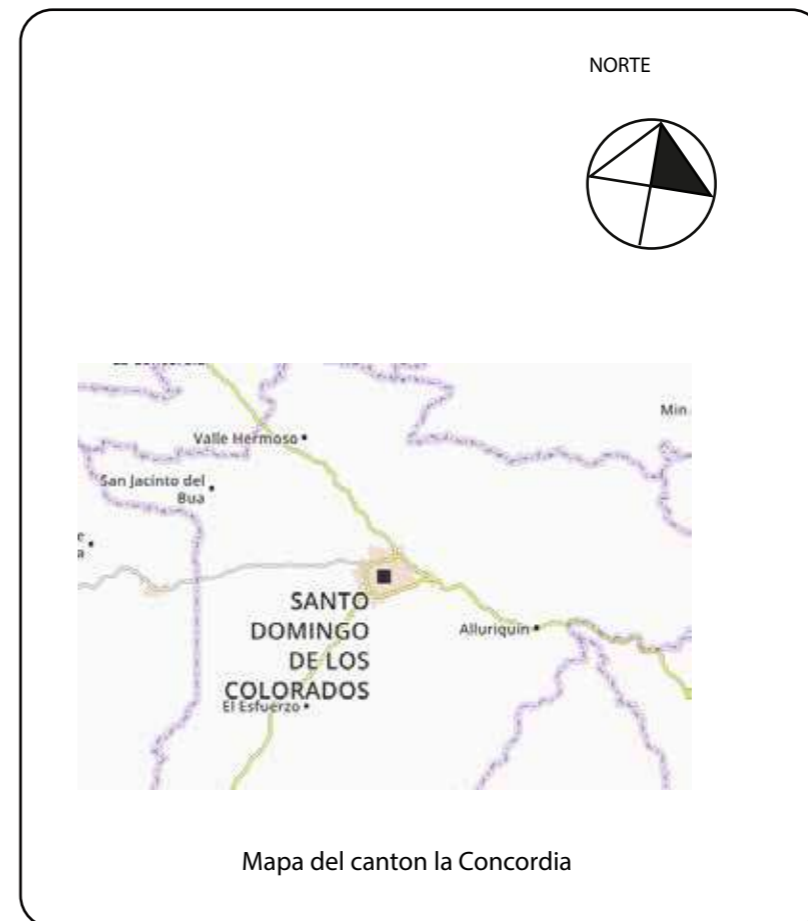 NORTE
Min
Valle Hermoso
San Jacinto del
Bua
e
a
SANTO
DOMINGO
DE LOS
COLORADOS
Alluriquin
El Esfuerzo
Mapa del canton la Concordia